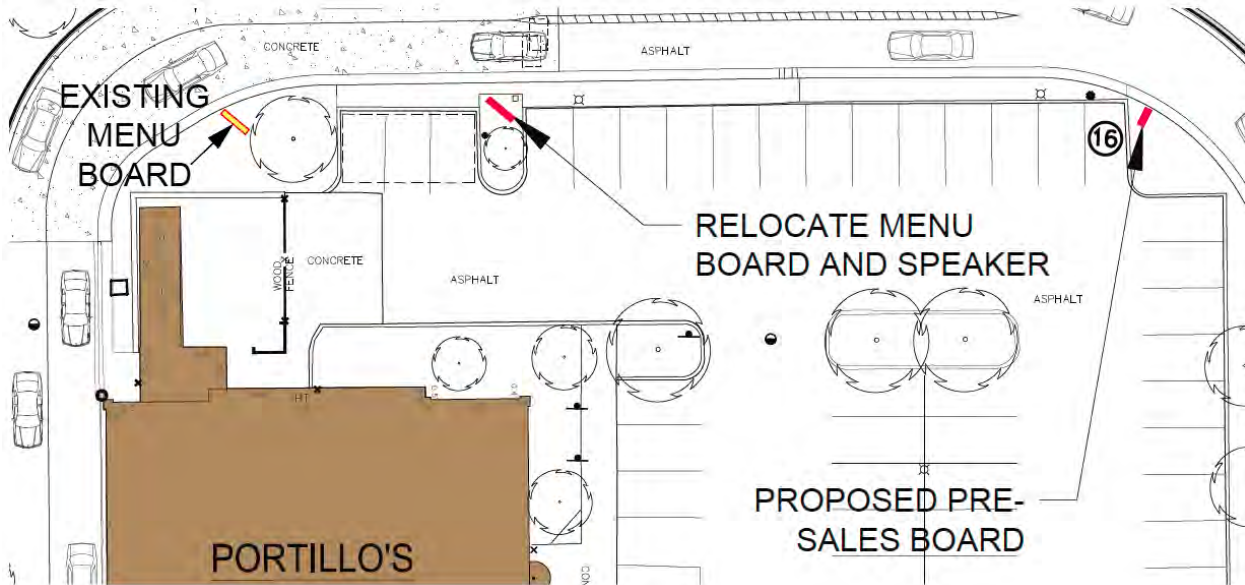 CONCRETE
ASPHALT
EXISTING
MENU
BOARD
16
RELOCATE MENU
BOARD AND SPEAKER
WOOD
FENCE
CONCRETE
ASPHALT
ASPHALT
PROPOSED PRE-
SALES BOARD
PORTILLO'S